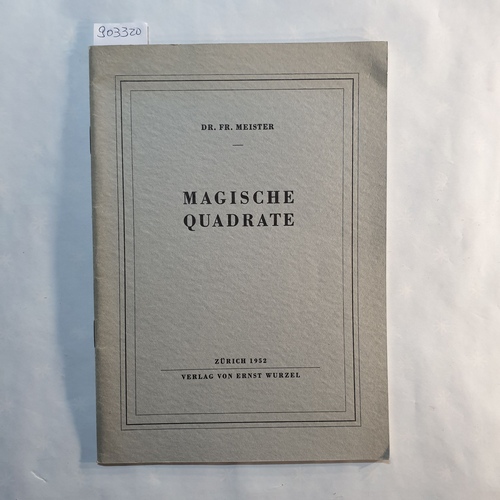 903320
DR. FR. MEISTER
MAGISCHE
QUADRATE
ZÜRICH 1952
VERLAG VON ERNST WURZEL